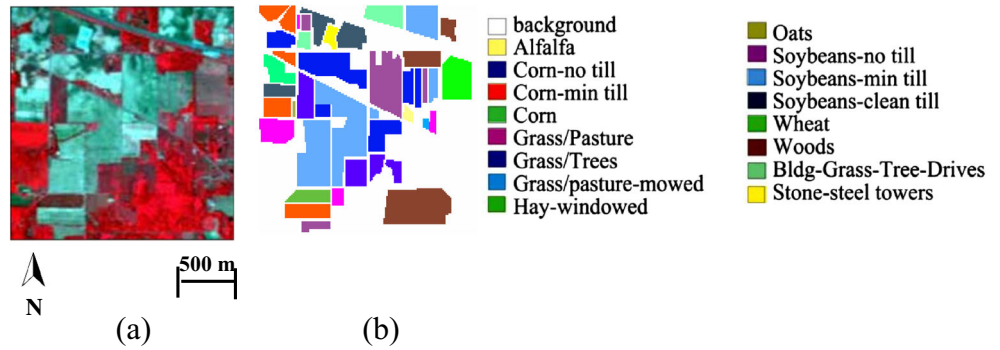 500 m
N
(a)
(b)
background
Alfalfa
Corn-no till
Corn-min till
Corn
Grass/Pasture
Grass/Trees
Grass/pasture-mowed
Hay-windowed
Oats
Soybeans-no till
Soybeans-min till
Soybeans-clean till
Wheat
Woods
Bldg-Grass-Tree-Drives
Stone-steel towers